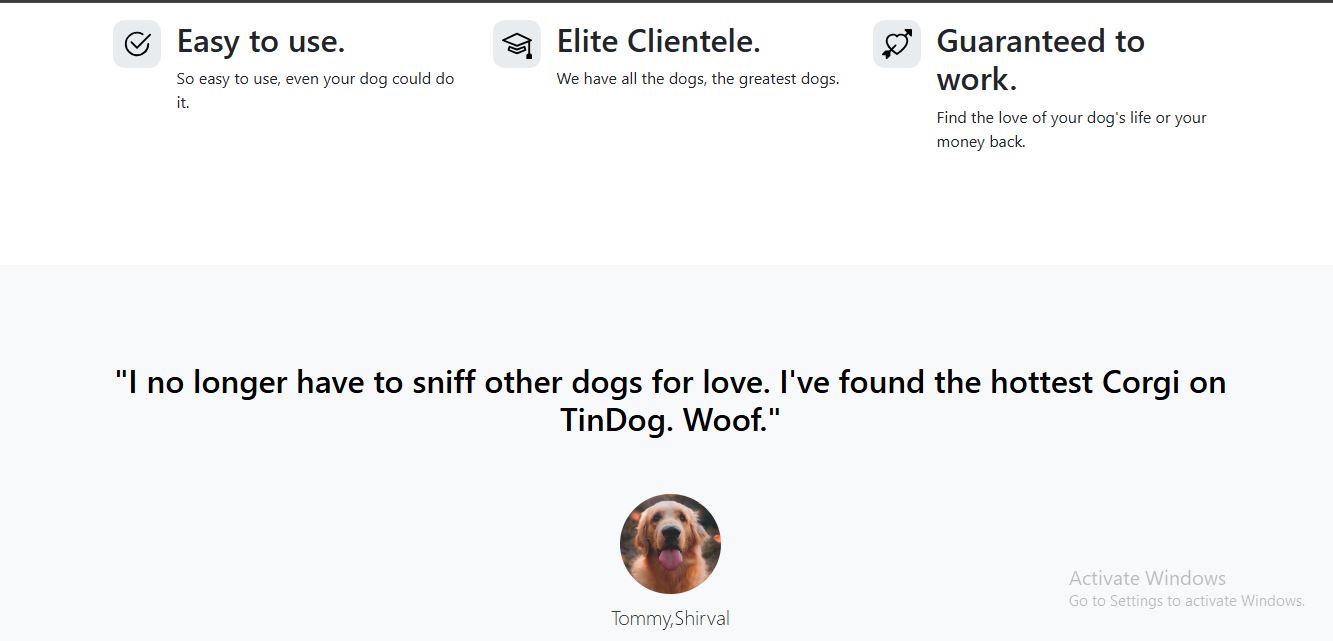 Easy to use.
So easy to use, even your dog could do
it.
Elite Clientele.
We have all the dogs, the greatest dogs.
Guaranteed to
work.
Find the love of your dog's life or your
money back.
"I no longer have to sniff other dogs for love. I've found the hottest Corgi on
TinDog. Woof."
Tommy,Shirval
Activate Windows
Go to Settings to activate Windows.